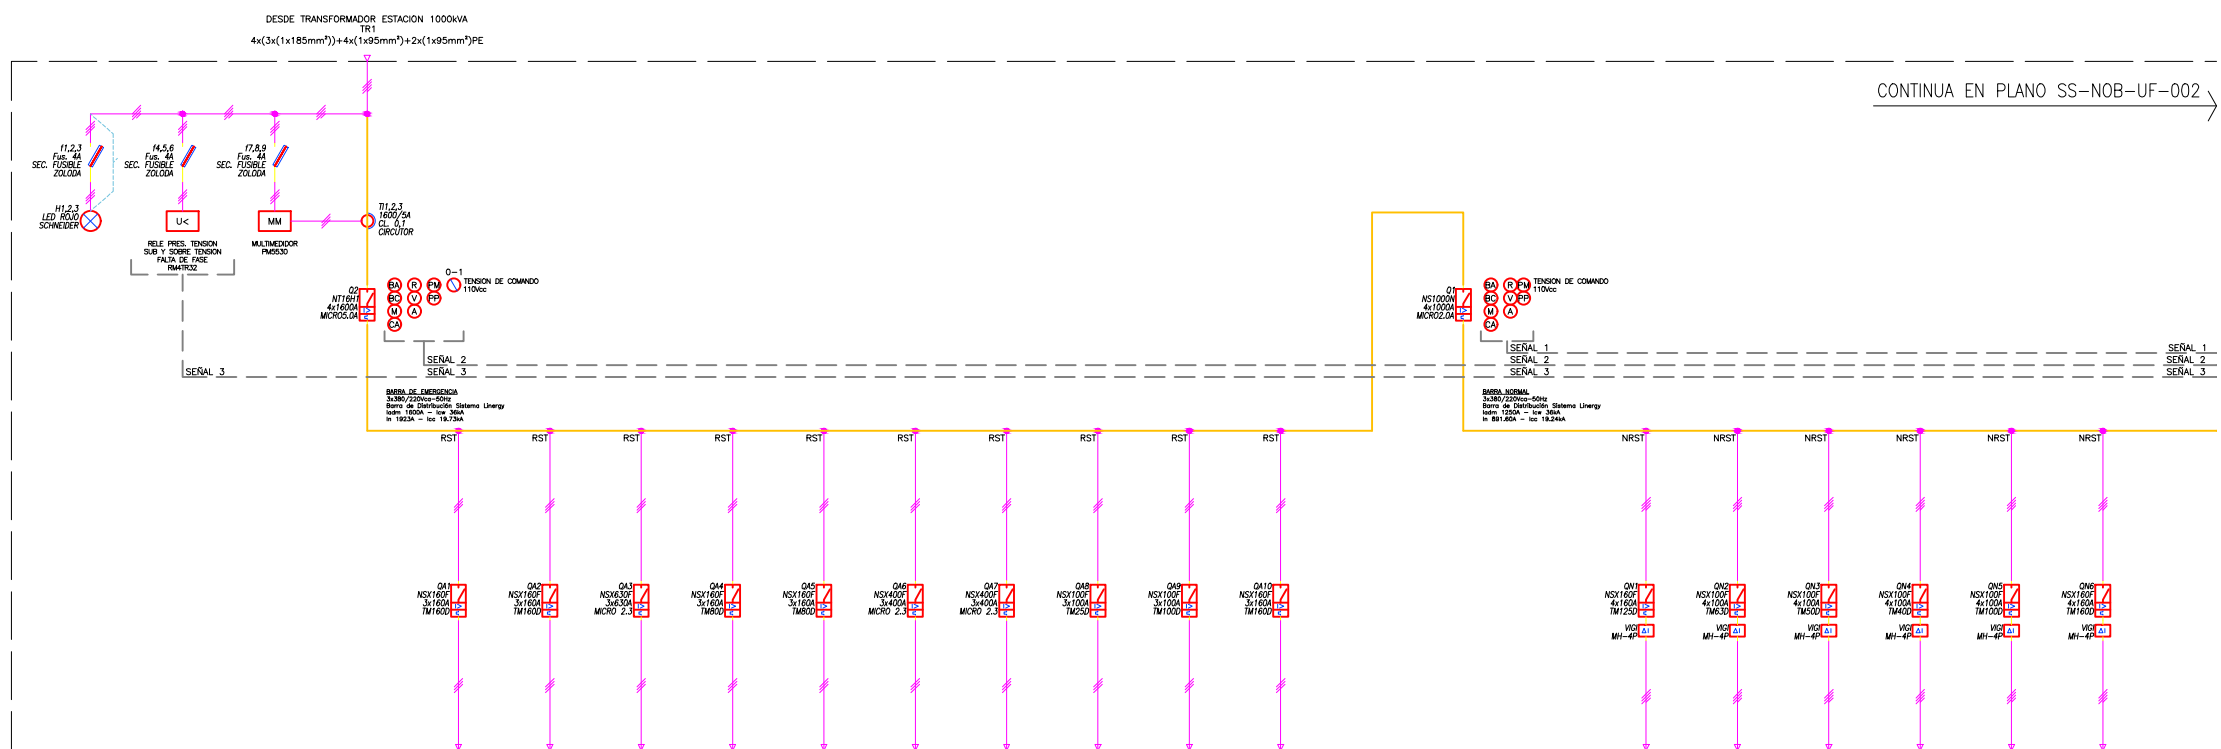 DESDE TRANSFORMADOR ESTACION 1000kVA
TR1
4x(3x(1x185mm²))+4x(1x95mm²)+2x(1x95mm²)PE
CONTINUA EN PLANO SS-NOB-UF-002
f1,2,3
Fus. 4A
SEC. FUSIBLE
ZOLODA
f4,5,6
Fus. 4A
SEC. FUSIBLE
ZOLODA
f7,8,9
Fus. 4A
SEC. FUSIBLE
ZOLODA
H1,2,3
LED ROJO
SCHNEIDER
U<
RELE PRES. TENSION
SUB Y SOBRE TENSION
FALTA DE FASE
RM4TR32
MM
MULTIMEDIDOR
PM5530
TI1,2,3
1600/5A
CL. 0,1
CIRCUTOR
Q2
NT16H1
4x1600A
MICRO5.0A
I>
BA R PM
BC V PP
M A
CA
0-1
TENSION DE COMANDO
110Vcc
Q1
NS1000N
4x1000A
MICRO2.0A
I>
BA R PM
BC V PP
M A
CA
TENSION DE COMANDO
110Vcc
SEÑAL 1
SEÑAL 1
SEÑAL 2
SEÑAL 2
SEÑAL 2
SEÑAL 3
SEÑAL 3
SEÑAL 3
SEÑAL 3
BARRA DE EMERGENCIA
3x380/220Vca-50Hz
Barra de Distribución Sistema Linergy
Iadm 1600A - Icw 36kA
In 1923A - Icc 19.73kA
BARRA NORMAL
3x380/220Vca-50Hz
Barra de Distribución Sistema Linergy
Iadm 1250A - Icw 36kA
In 891.60A - Icc 19.24kA
RST
RST
RST
RST
RST
RST
RST
RST
RST
RST
NRST
NRST
NRST
NRST
NRST
NRST
QA1
NSX160F
3x160A
TM160D
I>
QA2
NSX160F
3x160A
TM160D
I>
QA3
NSX630F
3x630A
MICRO 2.3
I>
QA4
NSX160F
3x160A
TM80D
I>
QA5
NSX160F
3x160A
TM80D
I>
QA6
NSX400F
3x400A
MICRO 2.3
I>
QA7
NSX400F
3x400A
MICRO 2.3
I>
QA8
NSX100F
3x100A
TM25D
I>
QA9
NSX100F
3x100A
TM100D
I>
QA10
NSX160F
3x160A
TM160D
I>
QN1
NSX160F
4x160A
TM125D
I>
VIGI
MH-4P
ΔI
QN2
NSX100F
4x100A
TM63D
I>
VIGI
MH-4P
ΔI
QN3
NSX100F
4x100A
TM50D
I>
VIGI
MH-4P
ΔI
QN4
NSX100F
4x100A
TM40D
I>
VIGI
MH-4P
ΔI
QN5
NSX100F
4x100A
TM100D
I>
VIGI
MH-4P
ΔI
QN6
NSX160F
4x160A
TM160D
I>
VIGI
MH-4P
ΔI